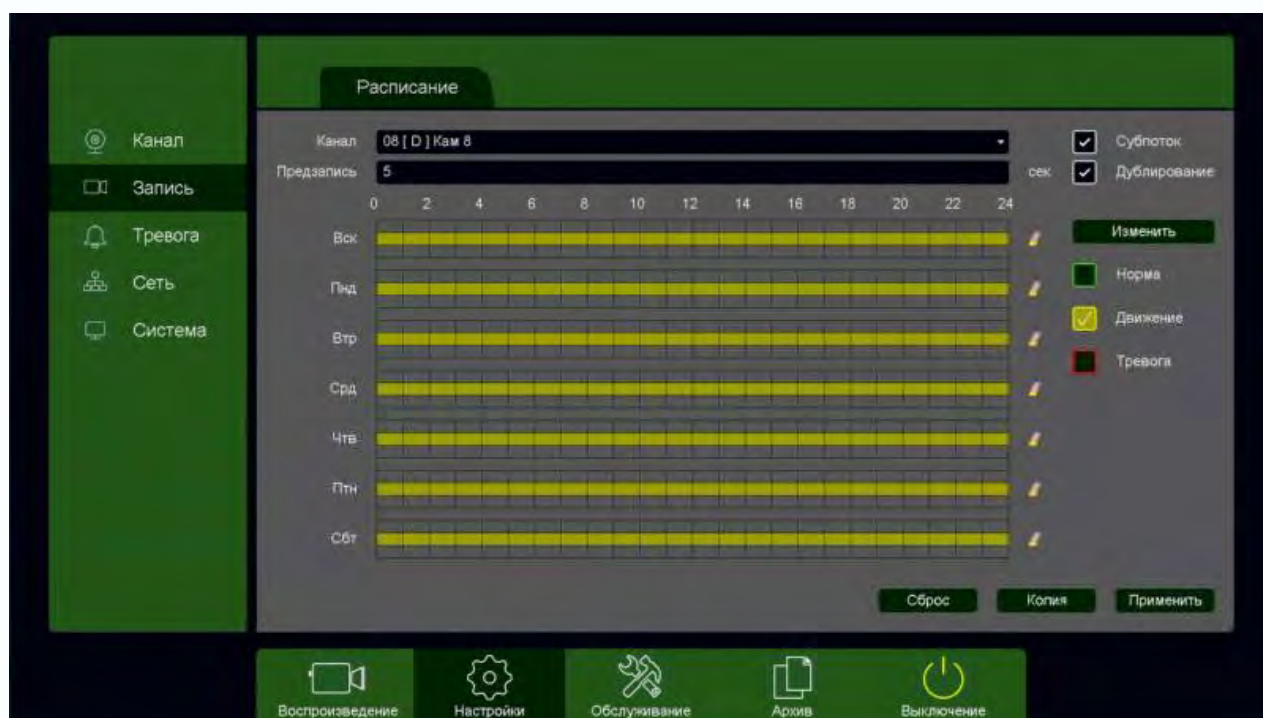 Расписание
Канал
Запись
Тревога
Сеть
Система
Канал 08 [ D ] Кам 8
Субпоток
Предзапись 5 сек
Дублирование
0 2 4 6 8 10 12 14 16 18 20 22 24
Вск
Пнд
Втр
Срд
Чтв
Птн
Сбт
Изменить
Норма
Движение
Тревога
Сброс Копия Применить
Воспроизведение Настройки Обслуживание Архив Выключение